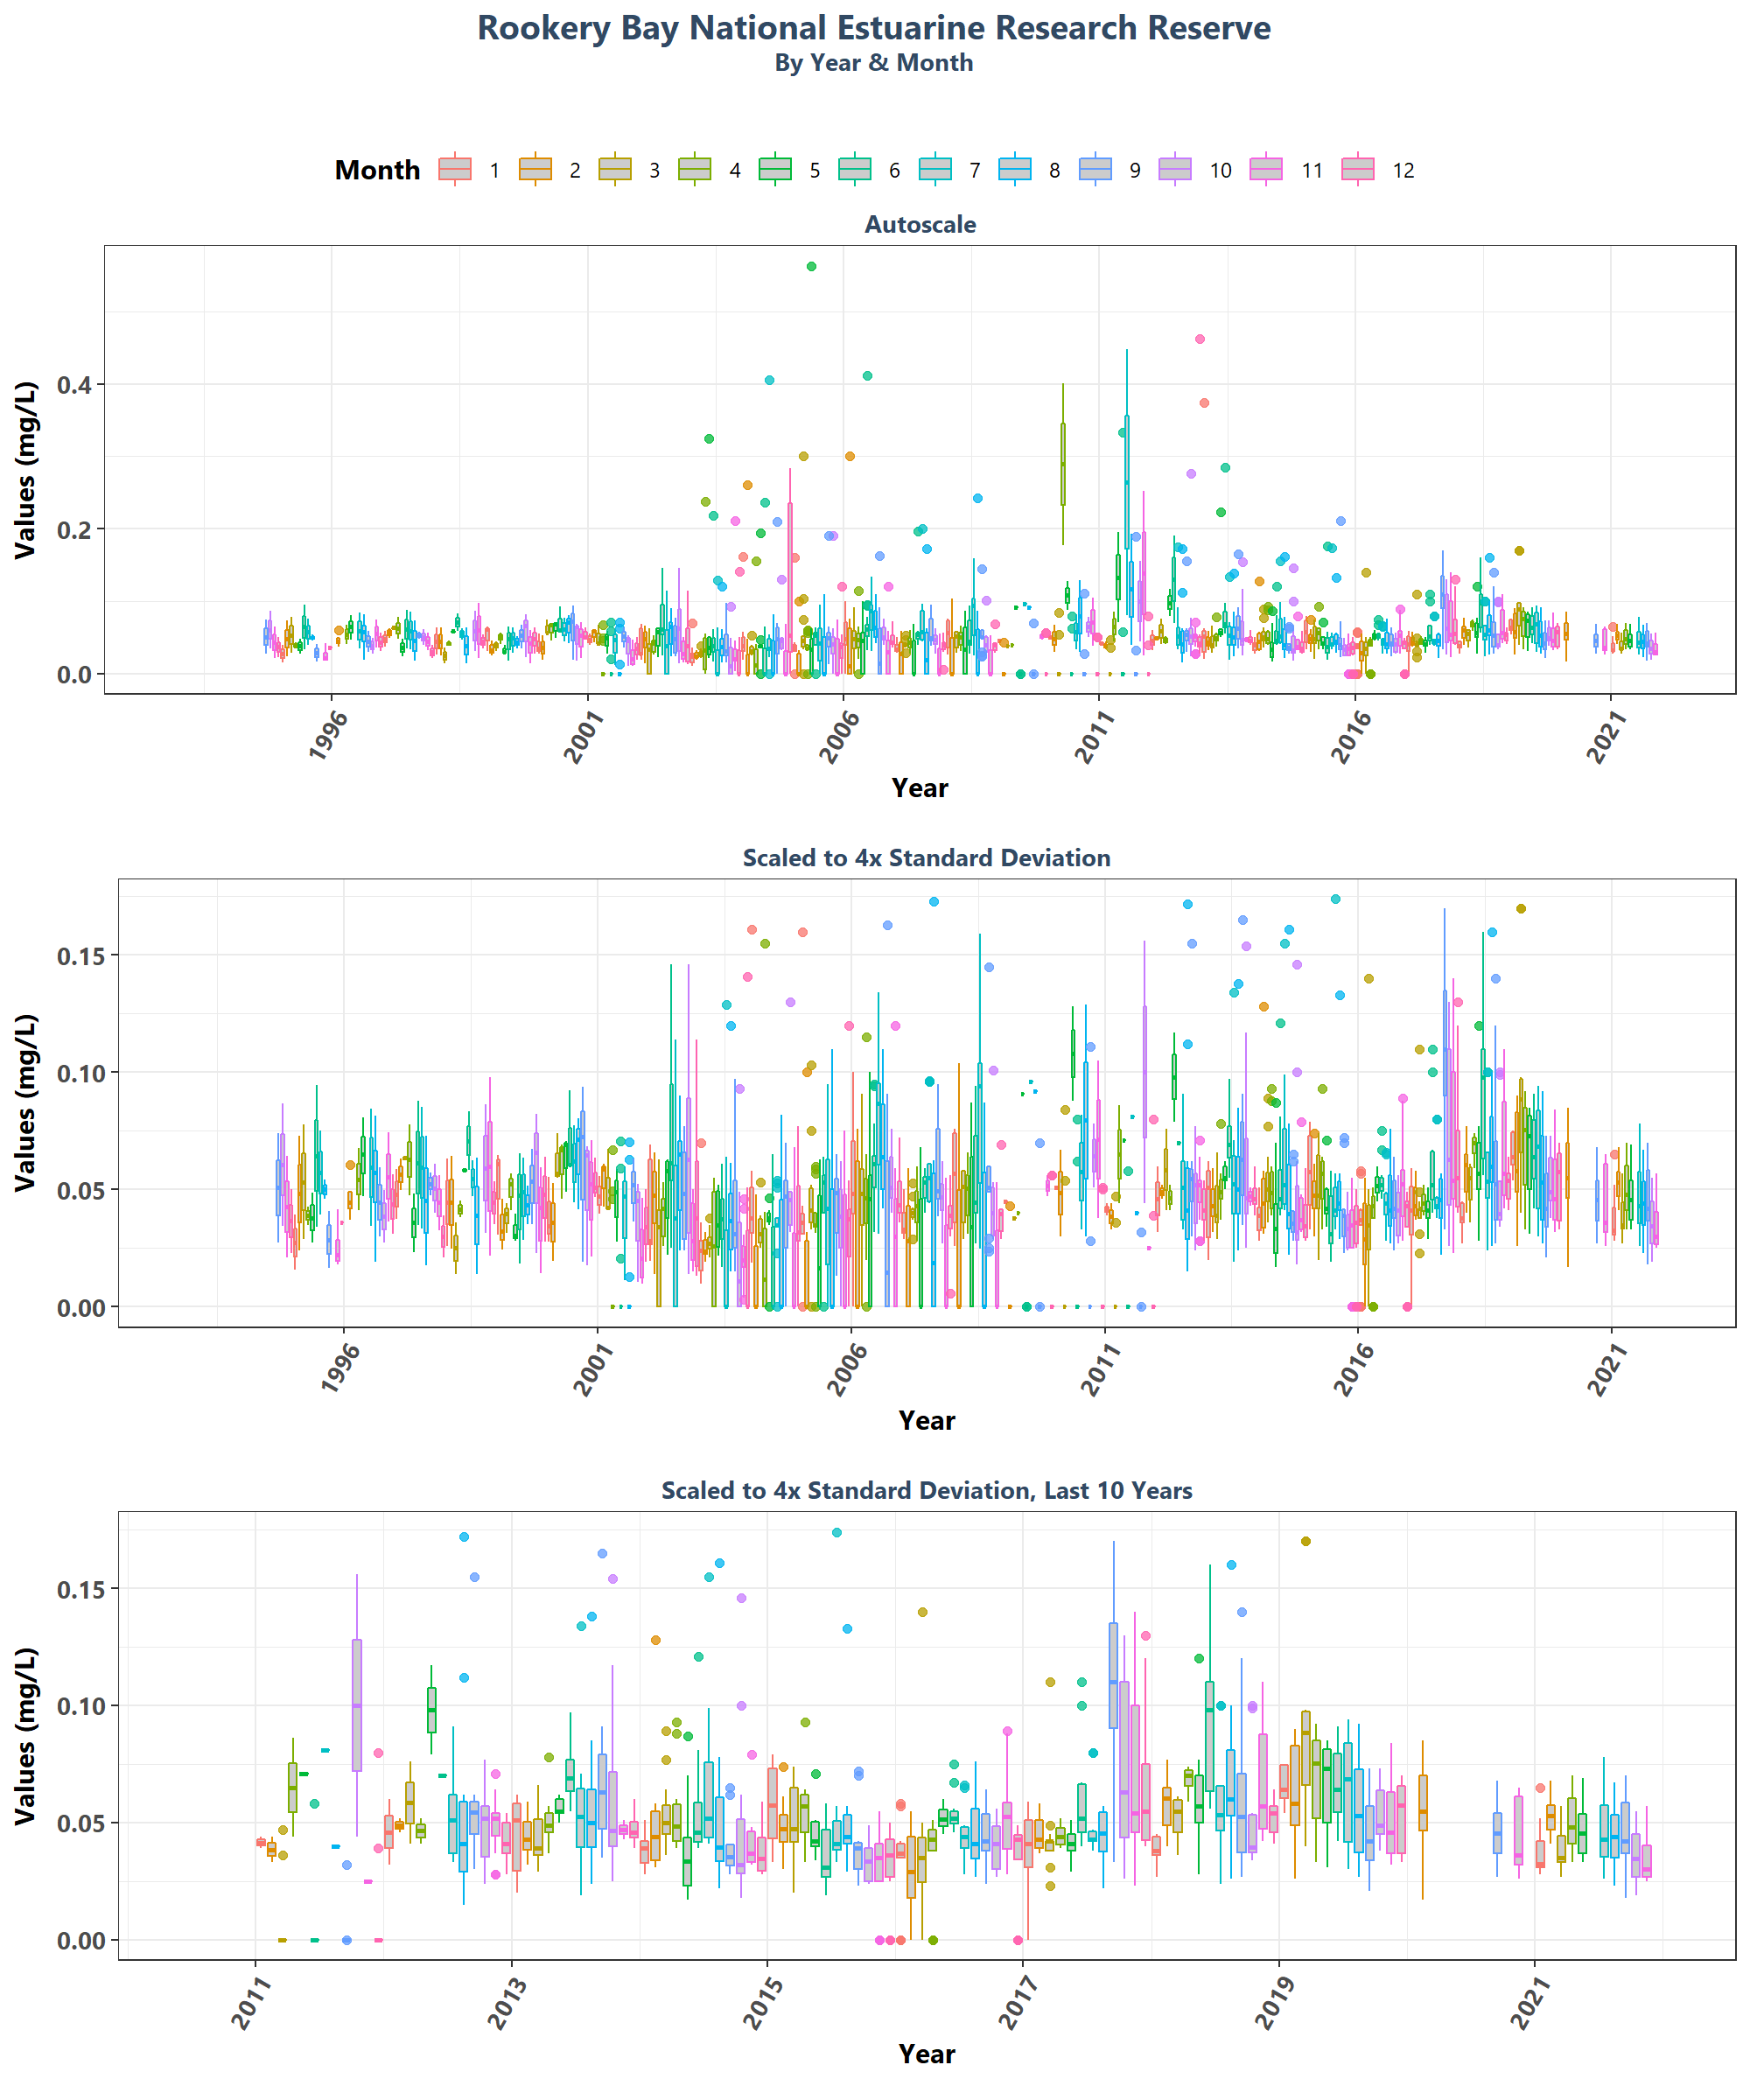 Rookery Bay National Estuarine Research Reserve
By Year & Month
Month 1 2 3 4 5 6 7 8 9 10 11 12
Autoscale
Values (mg/L)
0.4
0.2
0.0
1996 2001 2006 2011 2016 2021
Year
Scaled to 4x Standard Deviation
Values (mg/L)
0.15
0.10
0.05
0.00
1996 2001 2006 2011 2016 2021
Year
Scaled to 4x Standard Deviation, Last 10 Years
Values (mg/L)
0.15
0.10
0.05
0.00
2011 2013 2015 2017 2019 2021
Year